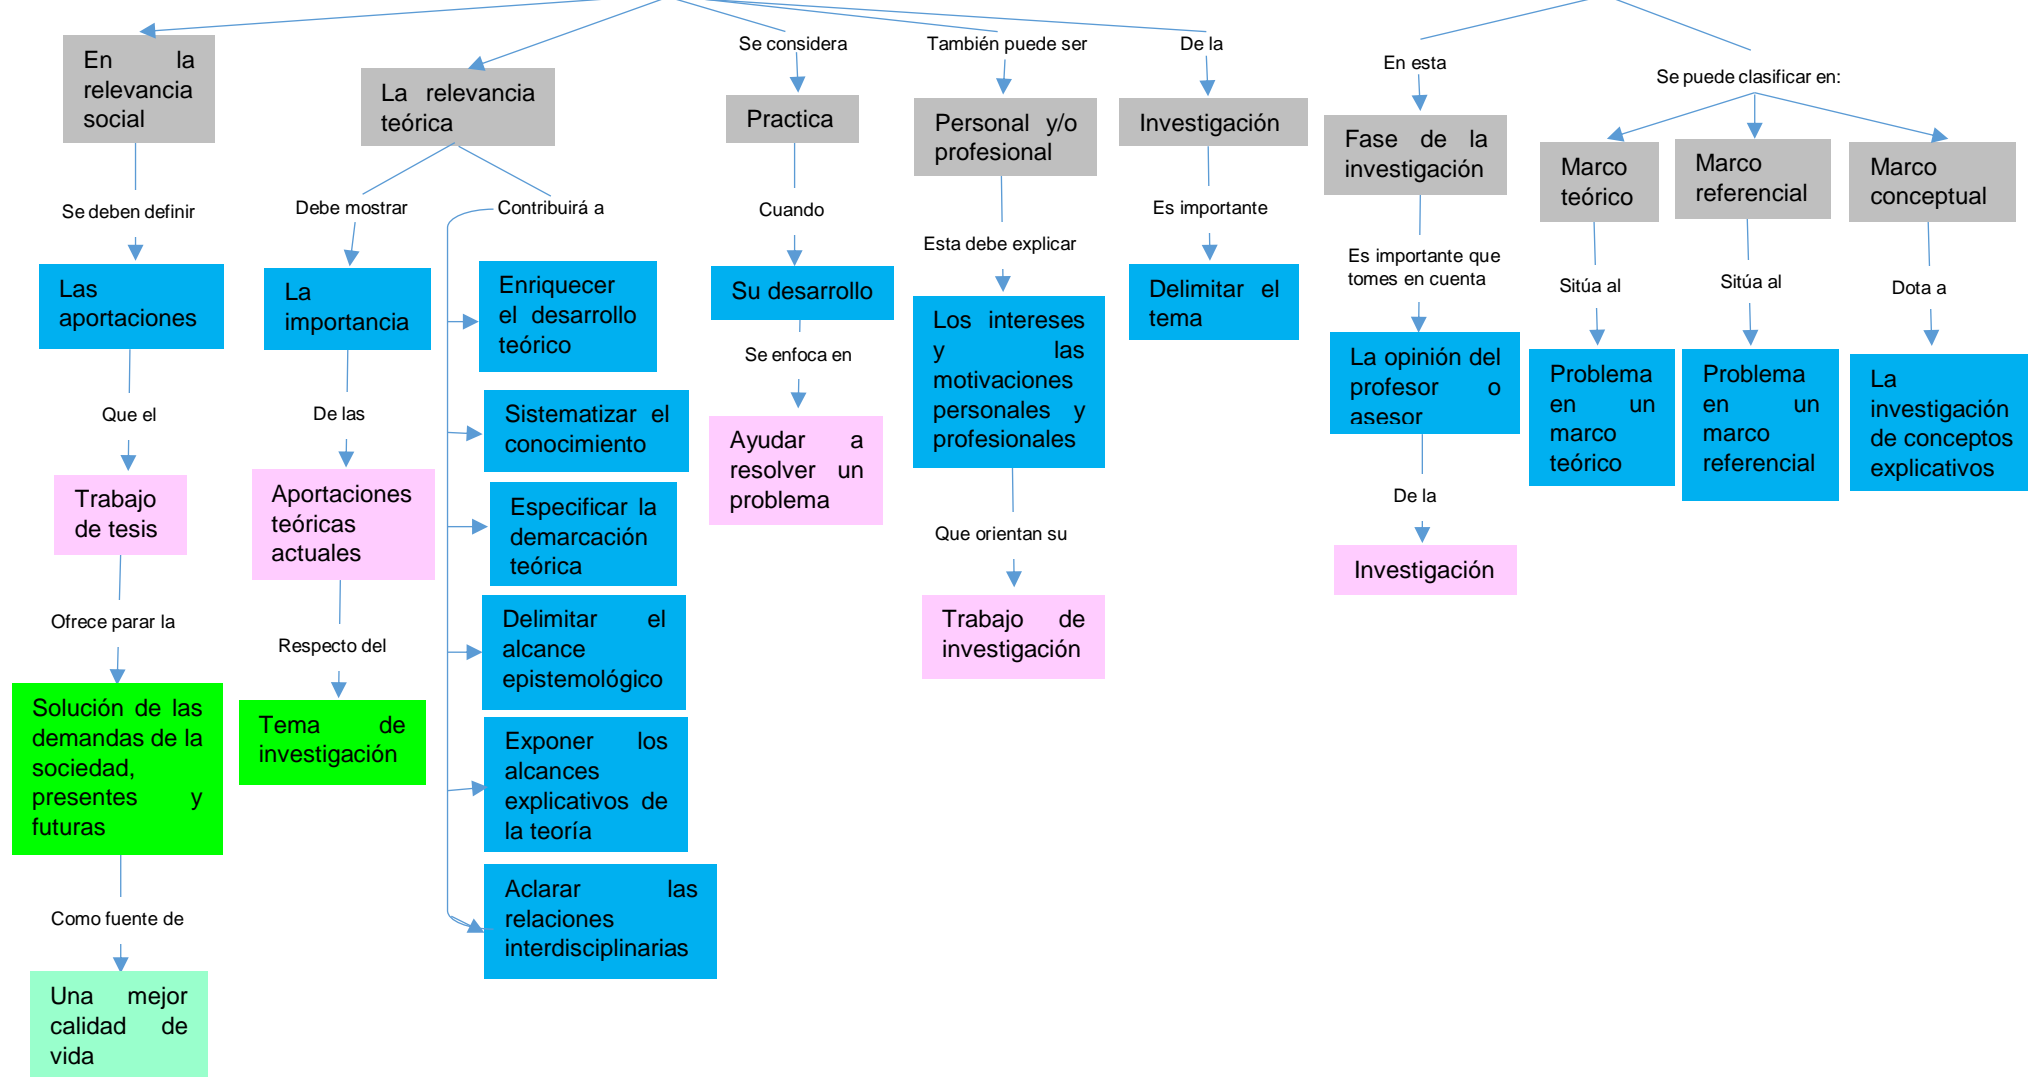 En la
relevancia
social
Se deben definir
Las
aportaciones
Que el
Trabajo
de tesis
Ofrece parar la
Solución de las
demandas de la
sociedad,
presentes y
futuras
Como fuente de
Una mejor
calidad de
vida
La relevancia
teórica
Debe mostrar
La
importancia
De las
Aportaciones
teóricas
actuales
Respecto del
Tema de
investigación
Contribuirá a
Enriquecer
el desarrollo
teórico
Sistematizar el
conocimiento
Especificar la
demarcación
teórica
Delimitar el
alcance
epistemológico
Exponer los
alcances
explicativos de
la teoría
Aclarar las
relaciones
interdisciplinarias
Se considera
Practica
Cuando
Su desarrollo
Se enfoca en
Ayudar a
resolver un
problema
También puede ser
Personal y/o
profesional
Esta debe explicar
Los intereses
y las
motivaciones
personales y
profesionales
Que orientan su
Trabajo de
investigación
De la
Investigación
Es importante
Delimitar el
tema
En esta
Fase de la
investigación
Es importante que
tomes en cuenta
La opinión del
profesor o
asesor
De la
Investigación
Se puede clasificar en:
Marco
teórico
Sitúa al
Problema
en un
marco
teórico
Marco
referencial
Sitúa al
Problema
en un
marco
referencial
Marco
conceptual
Dota a
La
investigación
de conceptos
explicativos